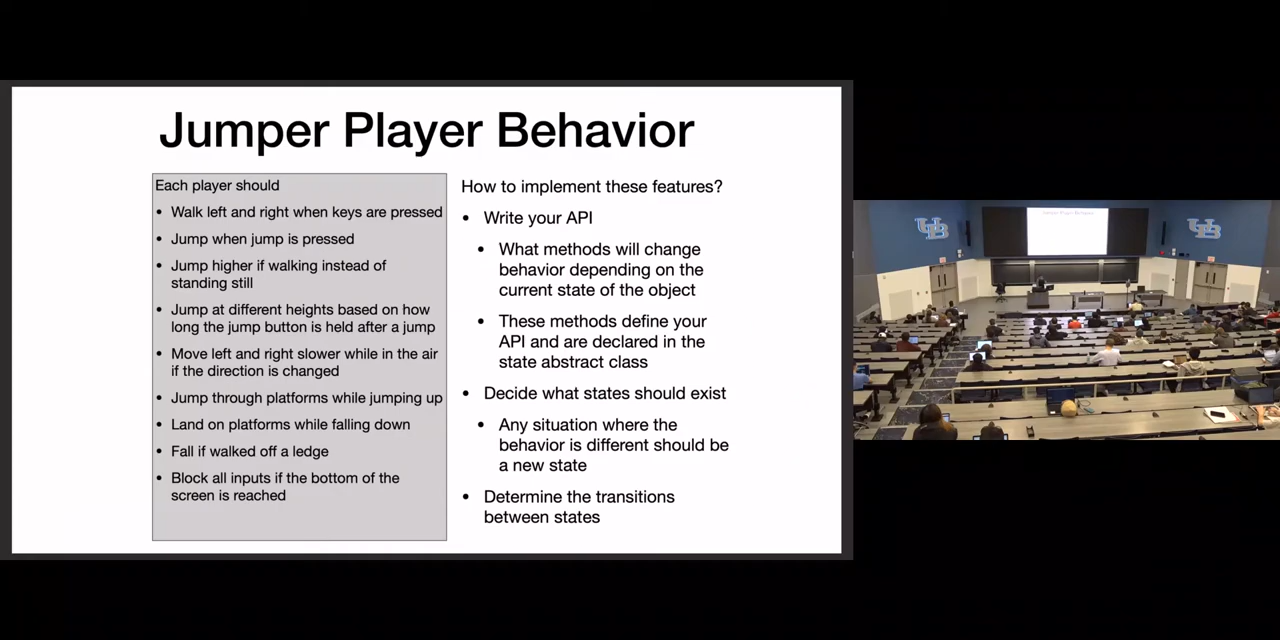 Jumper Player Behavior
Each player should
• Walk left and right when keys are pressed
• Jump when jump is pressed
• Jump higher if walking instead of
standing still
• Jump at different heights based on how
long the jump button is held after a jump
• Move left and right slower while in the air
if the direction is changed
• Jump through platforms while jumping up
• Land on platforms while falling down
• Fall if walked off a ledge
• Block all inputs if the bottom of the
screen is reached
How to implement these features?
• Write your API
• What methods will change
behavior depending on the
current state of the object
• These methods define your
API and are declared in the
state abstract class
• Decide what states should exist
• Any situation where the
behavior is different should be
a new state
• Determine the transitions
between states
Jumper Player Behavior
UB
UB